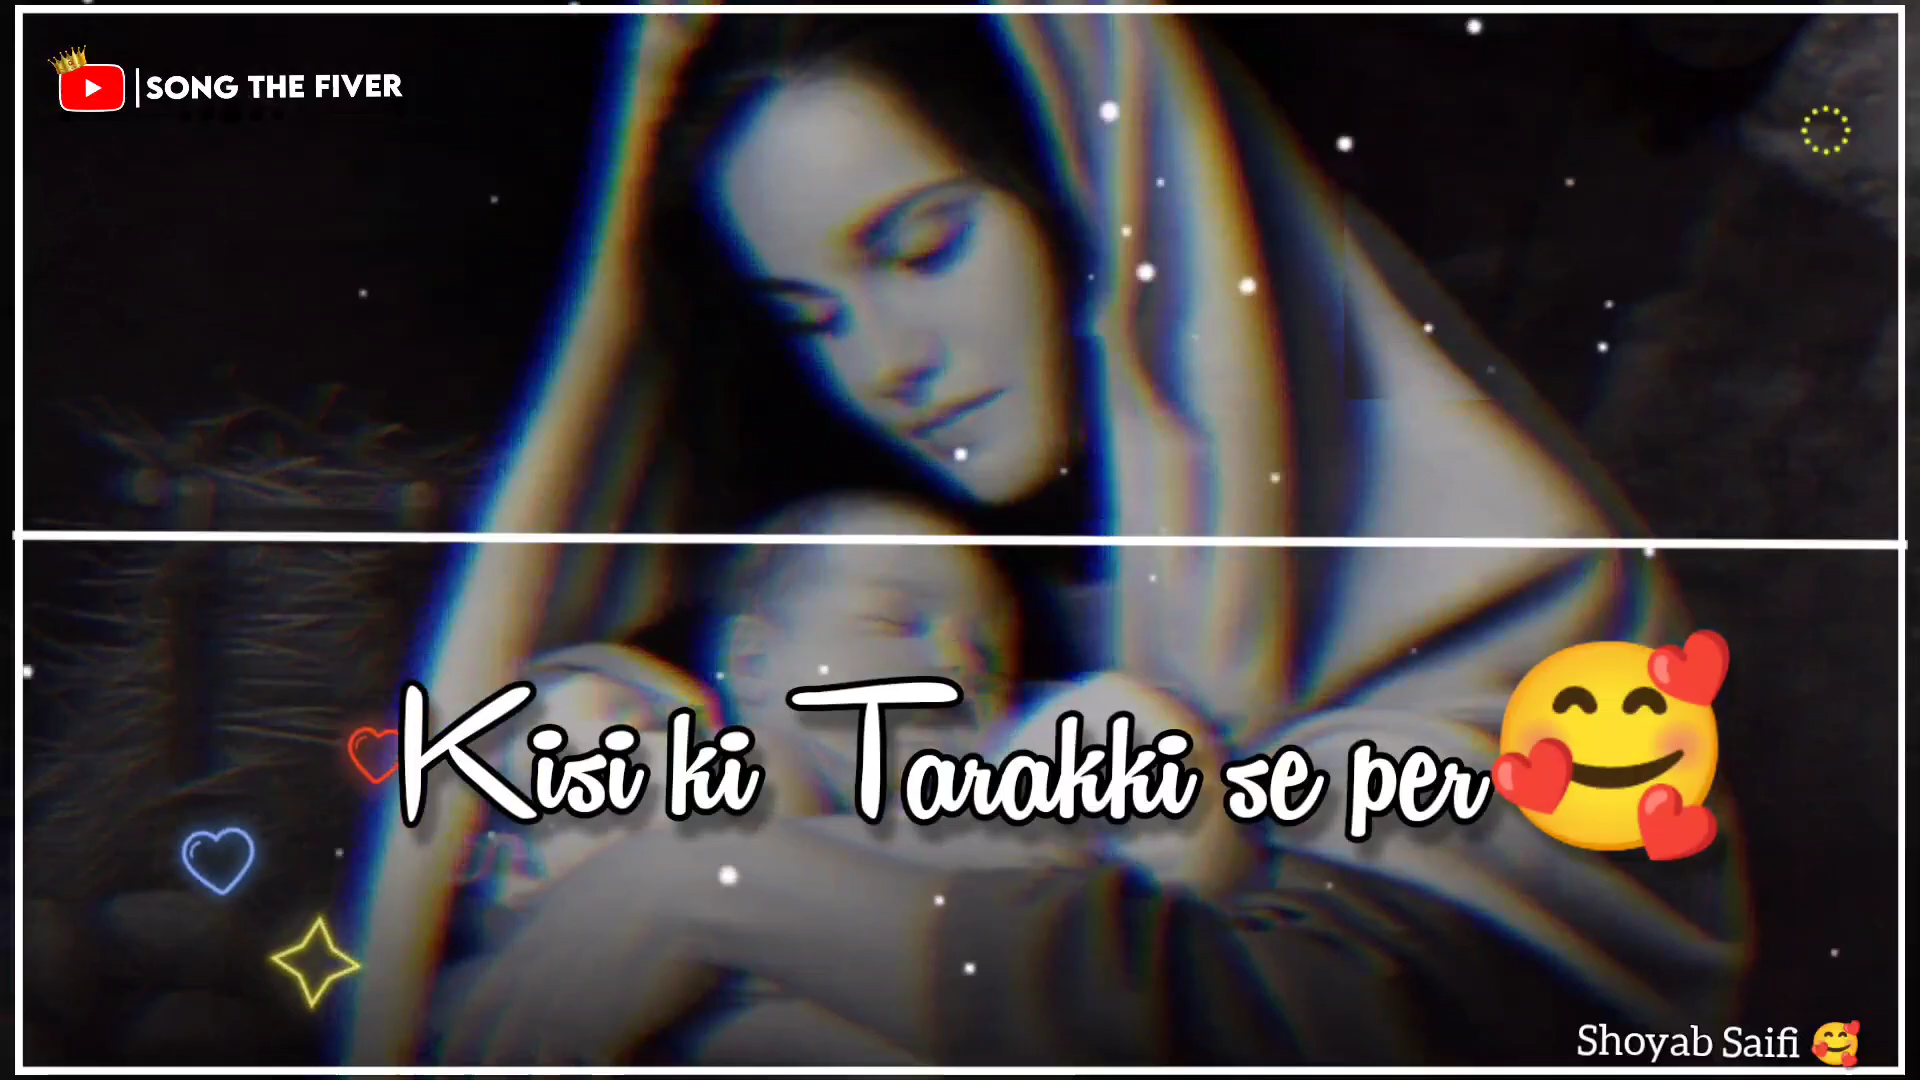 SONG THE FIVER
Kisi ki Tarakki se per🥰
Shoyab Saifi 🥰